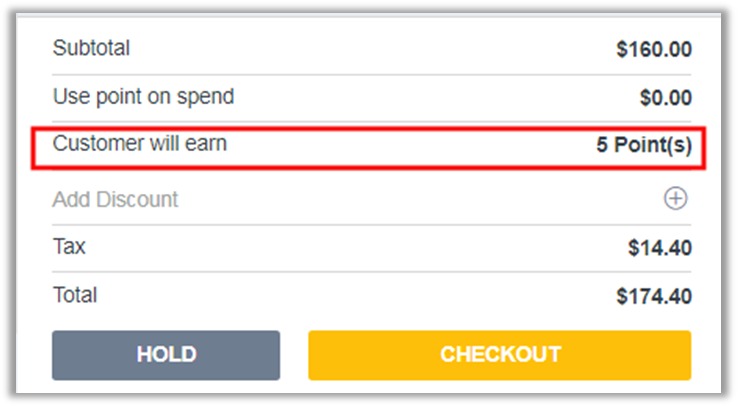 Subtotal $160.00
Use point on spend $0.00
Customer will earn 5 Point(s)
Add Discount
Tax $14.40
Total $174.40
HOLD CHECKOUT